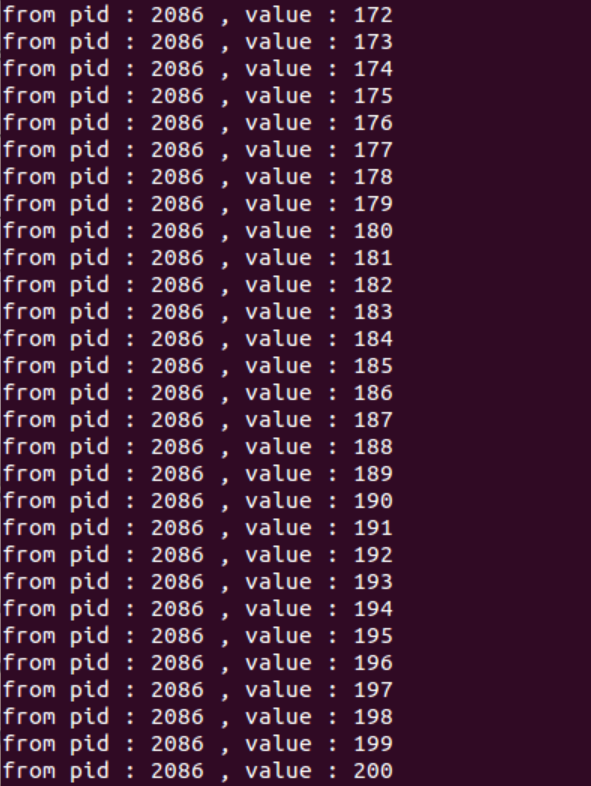 from pid : 2086 , value : 172
from pid : 2086 , value : 173
from pid : 2086 , value : 174
from pid : 2086 , value : 175
from pid : 2086 , value : 176
from pid : 2086 , value : 177
from pid : 2086 , value : 178
from pid : 2086 , value : 179
from pid : 2086 , value : 180
from pid : 2086 , value : 181
from pid : 2086 , value : 182
from pid : 2086 , value : 183
from pid : 2086 , value : 184
from pid : 2086 , value : 185
from pid : 2086 , value : 186
from pid : 2086 , value : 187
from pid : 2086 , value : 188
from pid : 2086 , value : 189
from pid : 2086 , value : 190
from pid : 2086 , value : 191
from pid : 2086 , value : 192
from pid : 2086 , value : 193
from pid : 2086 , value : 194
from pid : 2086 , value : 195
from pid : 2086 , value : 196
from pid : 2086 , value : 197
from pid : 2086 , value : 198
from pid : 2086 , value : 199
from pid : 2086 , value : 200